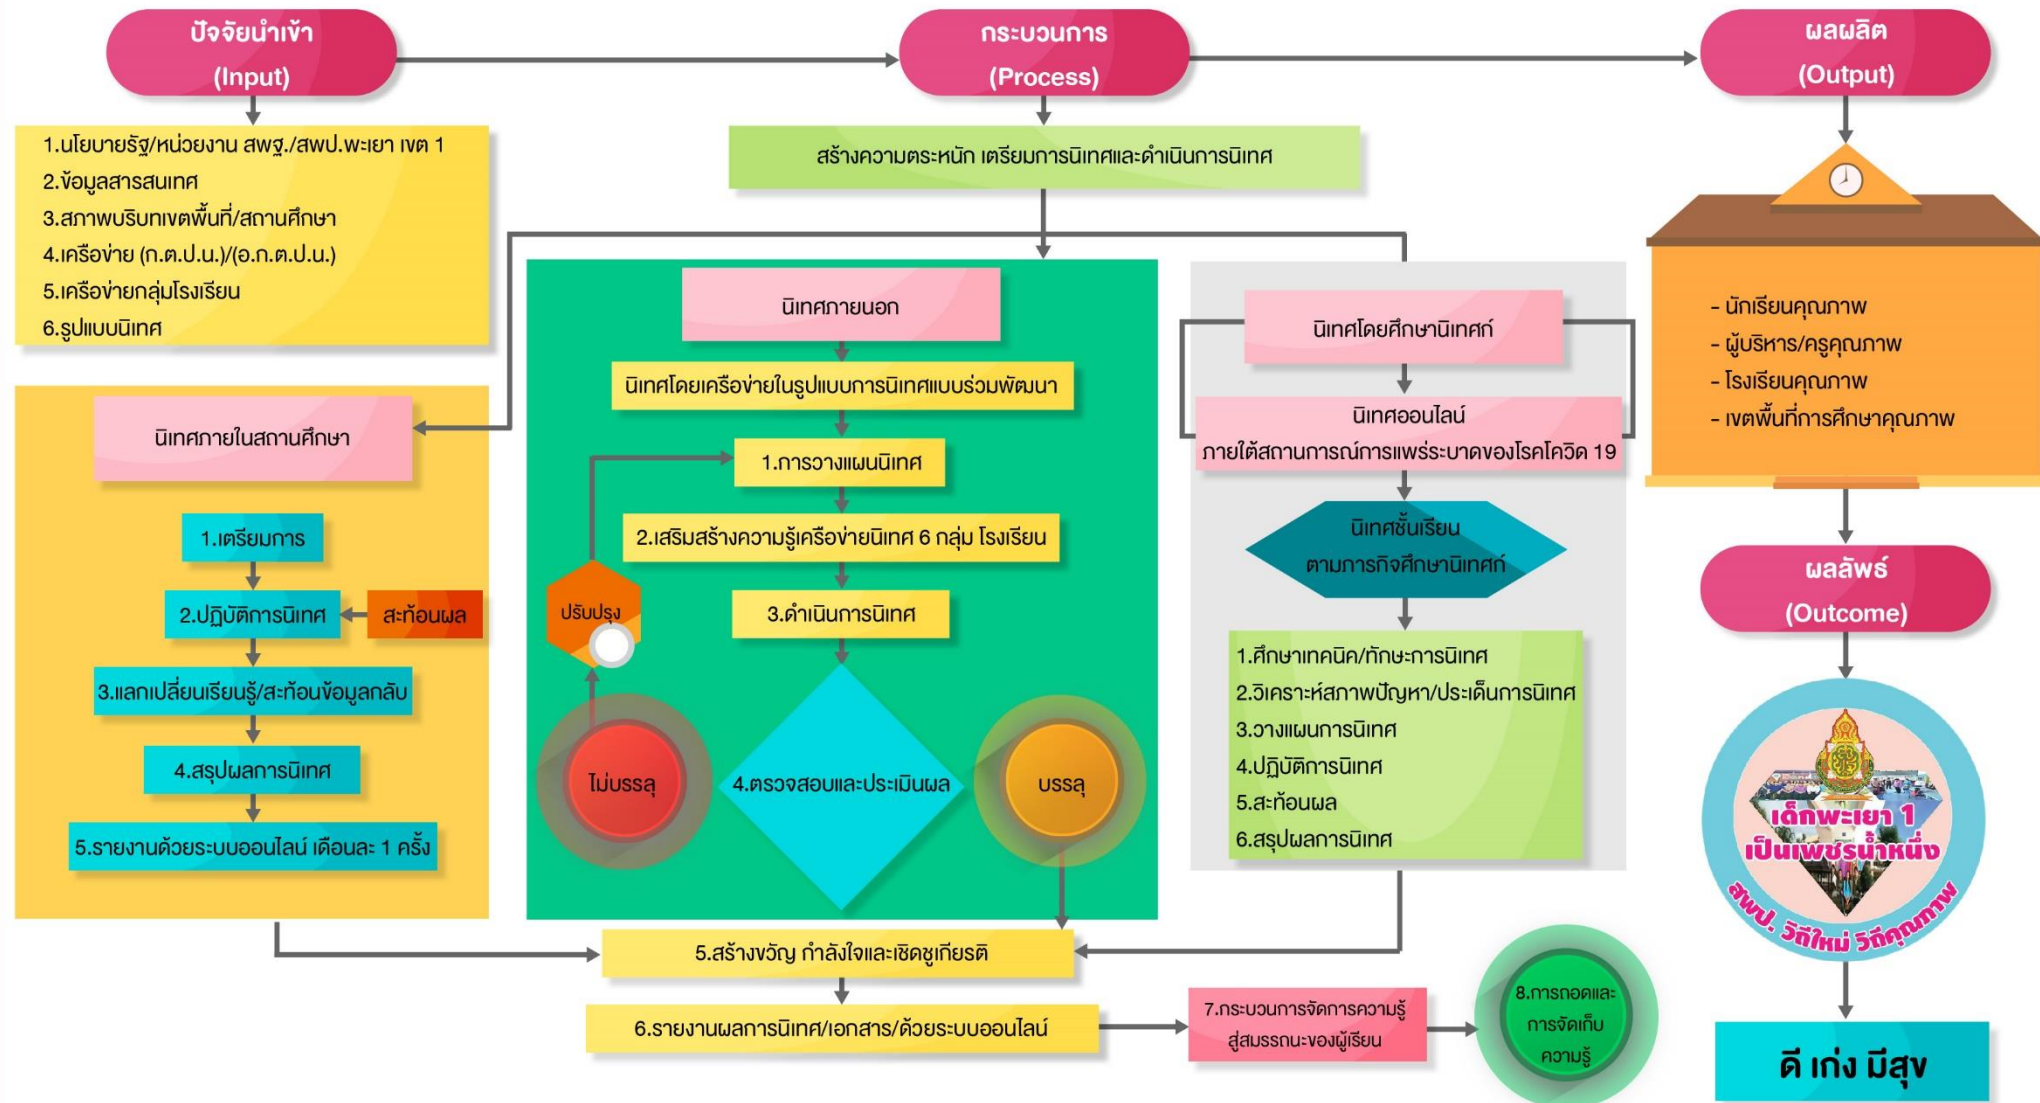 ปัจจัยนำเข้า
(Input)
กระบวนการ
(Process)
ผลผลิต
(Output)
1.นโยบายรัฐ/หน่วยงาน สพฐ./สพป.พะเยา เขต 1
2.ข้อมูลสารสนเทศ
3.สภาพบริบทเขตพื้นที่/สถานศึกษา
4.เครือข่าย (ก.ต.ป.น.)/(อ.ก.ต.ป.น.)
5.เครือข่ายกลุ่มโรงเรียน
6.รูปแบบนิเทศ
สร้างความตระหนัก เตรียมการนิเทศและดำเนินการนิเทศ
นิเทศภายในสถานศึกษา
1.เตรียมการ
2.ปฏิบัติการนิเทศ
สะท้อนผล
3.แลกเปลี่ยนเรียนรู้/สะท้อนข้อมูลกลับ
4.สรุปผลการนิเทศ
5.รายงานด้วยระบบออนไลน์ เดือนละ 1 ครั้ง
นิเทศภายนอก
นิเทศโดยเครือข่ายในรูปแบบการนิเทศแบบร่วมพัฒนา
1.การวางแผนนิเทศ
2.เสริมสร้างความรู้เครือข่ายนิเทศ 6 กลุ่ม โรงเรียน
ปรับปรุง
3.ดำเนินการนิเทศ
ไม่บรรลุ
4.ตรวจสอบและประเมินผล
บรรลุ
นิเทศโดยศึกษานิเทศก์
นิเทศออนไลน์
ภายใต้สถานการณ์การแพร่ระบาดของโรคโควิด 19
นิเทศชั้นเรียน
ตามภารกิจศึกษานิเทศก์
1.ศึกษาเทคนิค/ทักษะการนิเทศ
2.วิเคราะห์สภาพปัญหา/ประเด็นการนิเทศ
3.วางแผนการนิเทศ
4.ปฏิบัติการนิเทศ
5.สะท้อนผล
6.สรุปผลการนิเทศ
5.สร้างขวัญ กำลังใจและเชิดชูเกียรติ
6.รายงานผลการนิเทศ/เอกสาร/ด้วยระบบออนไลน์
7.กระบวนการจัดการความรู้
สู่สมรรถนะของผู้เรียน
8.การถอดและ
การจัดเก็บ
ความรู้
- นักเรียนคุณภาพ
- ผู้บริหาร/ครูคุณภาพ
- โรงเรียนคุณภาพ
- เขตพื้นที่การศึกษาคุณภาพ
ผลลัพธ์
(Outcome)
เด็กพะเยา 1
เป็นเพชรน้ำหนึ่ง
สพป. วิถีใหม่ วิถีคุณภาพ
ดี เก่ง มีสุข